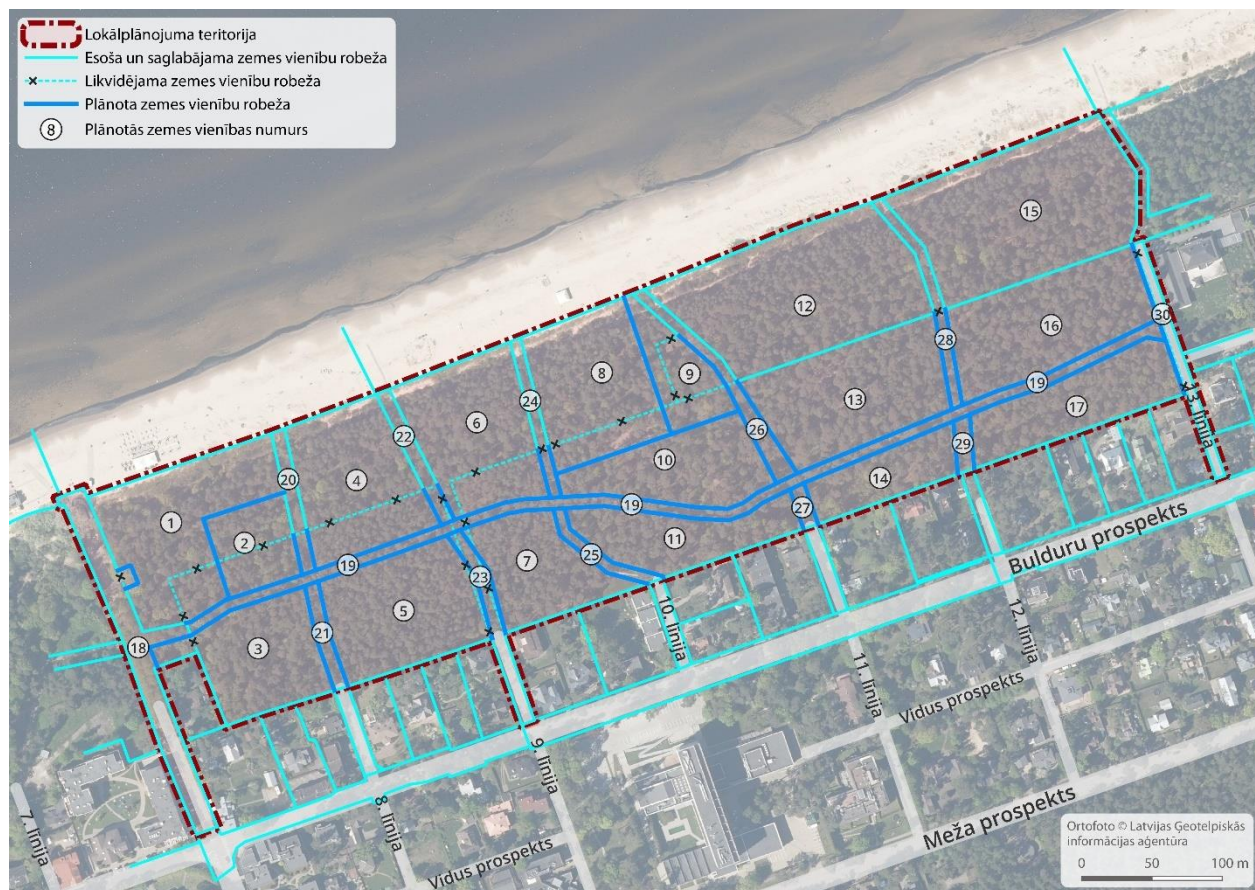 Lokālplānojuma teritorija
Esoša un saglabājama zemes vienību robeža
Likvidējama zemes vienību robeža
Plānota zemes vienību robeža
8 Plānotās zemes vienības numurs
15
12
16
30
28
8
9
19
13
17
24
6
22
26
10
29
14
20
4
19
27
1
2
11
25
7
19
23
5
21
3
18
13. līnija
Bulduru prospekts
10. līnija
11. līnija
12. līnija
Vidus prospekts
9. līnija
8. līnija
7. līnija
Vidus prospekts
Meža prospekts
Ortofoto © Latvijas Ģeotelpiskās
informācijas aģentūra
0 50 100 m